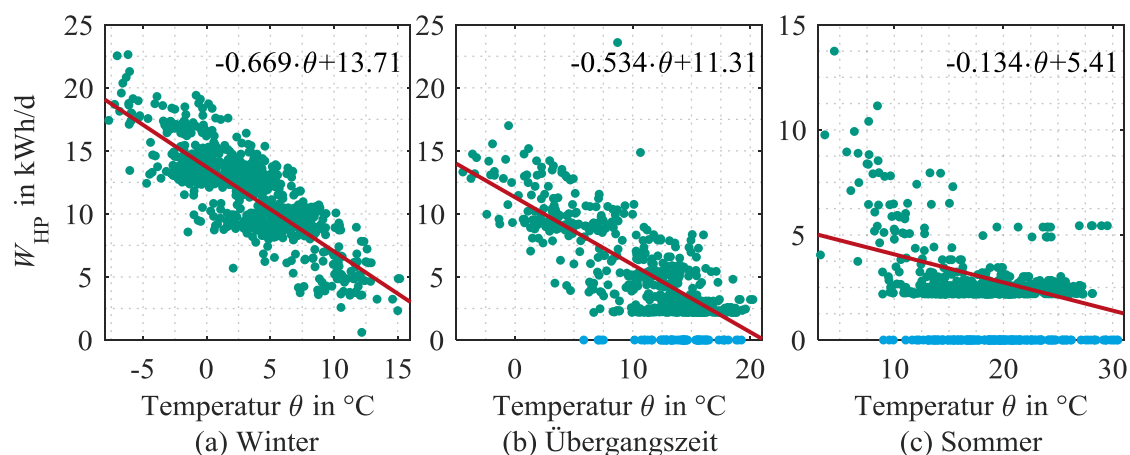 25
20
15
10
5
0
W_HP in kWh/d
-0.669·θ+13.71
-5 0 5 10 15
Temperatur θ in °C
(a) Winter
25
20
15
10
5
0
-0.534·θ+11.31
0 10 20
Temperatur θ in °C
(b) Übergangszeit
15
10
5
0
-0.134·θ+5.41
10 20 30
Temperatur θ in °C
(c) Sommer